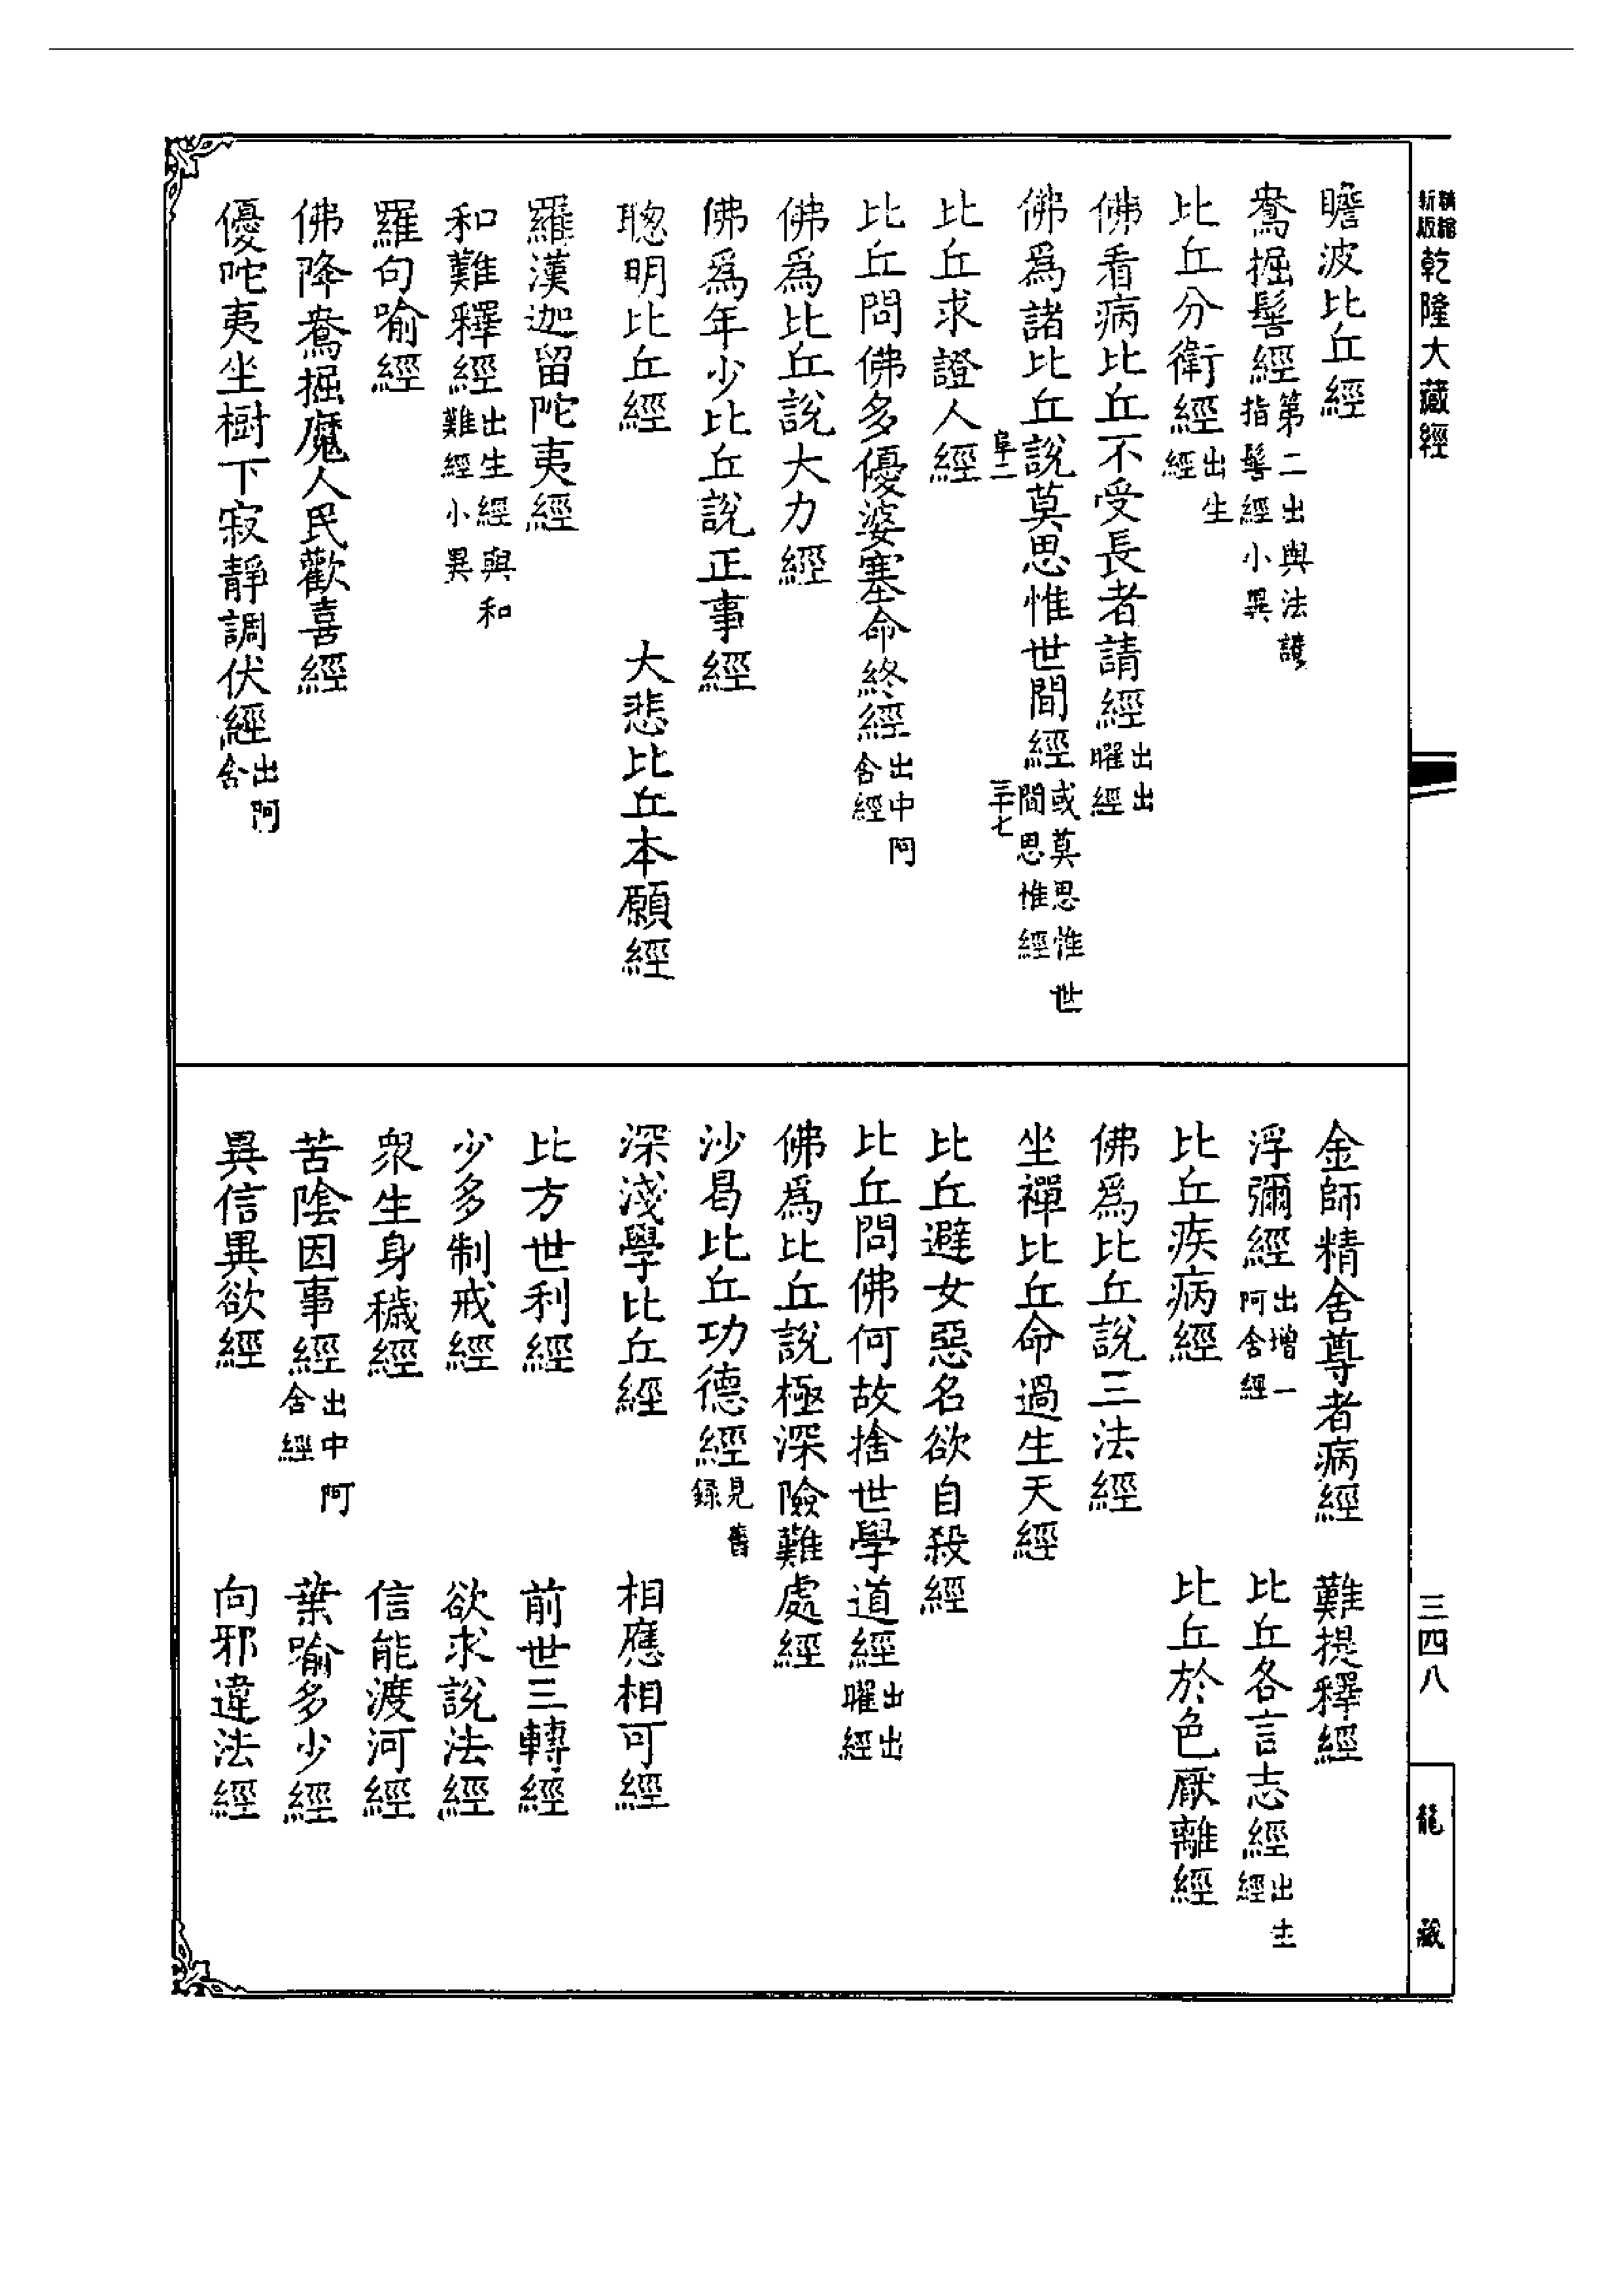 精縮新版乾隆大藏經
瞻波比丘經
鴦掘髻經第二出與法護指髻經小異
比丘分衛經出生經
佛看病比丘不受長者請經出出曜經
佛爲諸比丘說莫思惟世間經或莫思惟世間思惟經
阜二
三十七
比丘求證人經
比丘問佛多優婆塞命終經出中阿含經
佛爲比丘說大力經
佛爲年少比丘說正事經
聰明比丘經　大悲比丘本願經
羅漢迦留陀夷經
和難釋經出生經與和難經小異
羅句喻經
佛降鴦掘魔人民歡喜經
優陀夷坐樹下寂靜調伏經出阿含
金師精舍尊者病經　難提釋經
浮彌經出增一阿含經　比丘各言志經出生經
比丘疾病經　比丘於色厭離經
佛爲比丘說三法經
坐禪比丘命過生天經
比丘避女惡名欲自殺經
比丘問佛何故捨世學道經出出曜經
佛爲比丘說極深險難處經
沙曷比丘功德經見舊錄
深淺學比丘經　相應相可經
比方世利經　前世三轉經
少多制戒經　欲求說法經
衆生身穢經　信能渡河經
苦陰因事經出中阿含經　葉喻多少經
異信異欲經　向邪違法經
三四八
龍藏